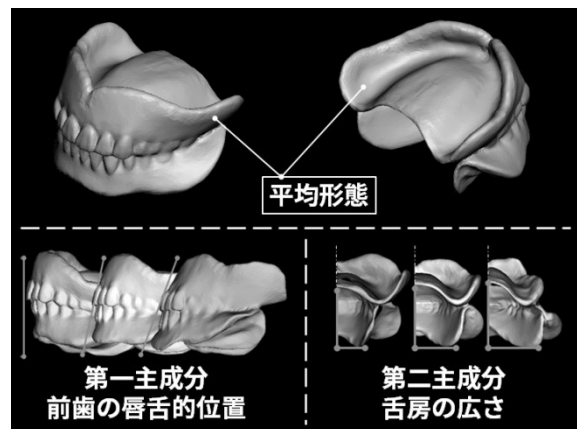 平均形態
第一主成分
前歯の唇舌的位置
第二主成分
舌房の広さ